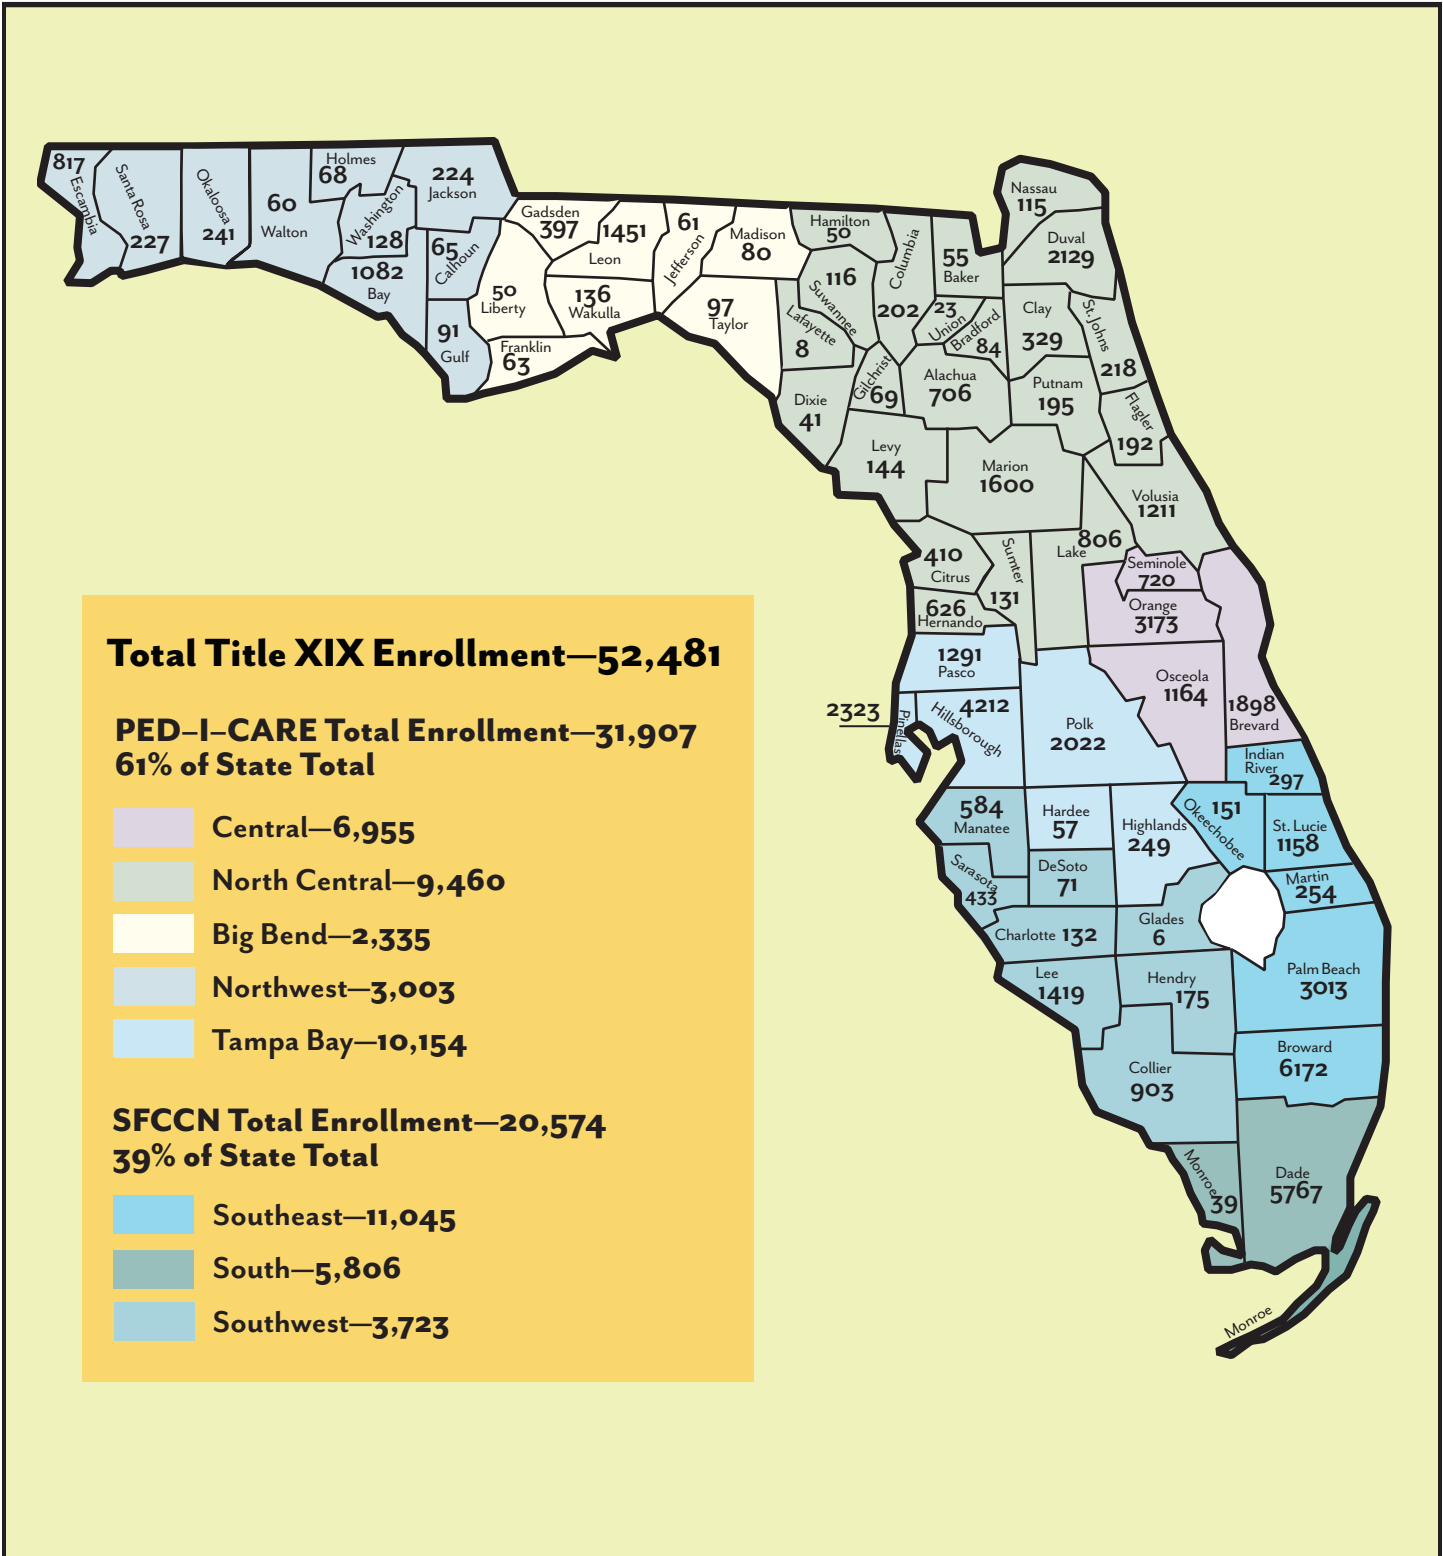 817
Escambia
Santa Rosa
227
Okaloosa
241
60
Walton
Holmes
68
Washington
128
1082
Bay
224
Jackson
65
Calhoun
91
Gulf
Gadsden
397
1451
Leon
50
Liberty
136
Wakulla
Franklin
63
61
Jefferson
Madison
80
97
Taylor
Hamilton
50
116
Suwannee
Lafayette
8
Columbia
202
55
Baker
Nassau
115
Duval
2129
23
Union
Bradford
84
Clay
329
St. Johns
218
Dixie
41
Gilchrist
69
Alachua
706
Putnam
195
Flagler
192
Levy
144
Marion
1600
Volusia
1211
410
Citrus
Sumter
131
Lake
806
Seminole
720
626
Hernando
Orange
3173
1291
Pasco
Osceola
1164
1898
Brevard
2323
Pinellas
4212
Hillsborough
Polk
2022
Indian
River
297
584
Manatee
Hardee
57
Highlands
249
151
Okeechobee
St. Lucie
1158
Sarasota
433
DeSoto
71
Martin
254
Charlotte 132
Glades
6
Lee
1419
Hendry
175
Palm Beach
3013
Collier
903
Broward
6172
Monroe
39
Dade
5767
Monroe
Total Title XIX Enrollment—52,481
PED–I–CARE Total Enrollment—31,907
61% of State Total
Central—6,955
North Central—9,460
Big Bend—2,335
Northwest—3,003
Tampa Bay—10,154
SFCCN Total Enrollment—20,574
39% of State Total
Southeast—11,045
South—5,806
Southwest—3,723